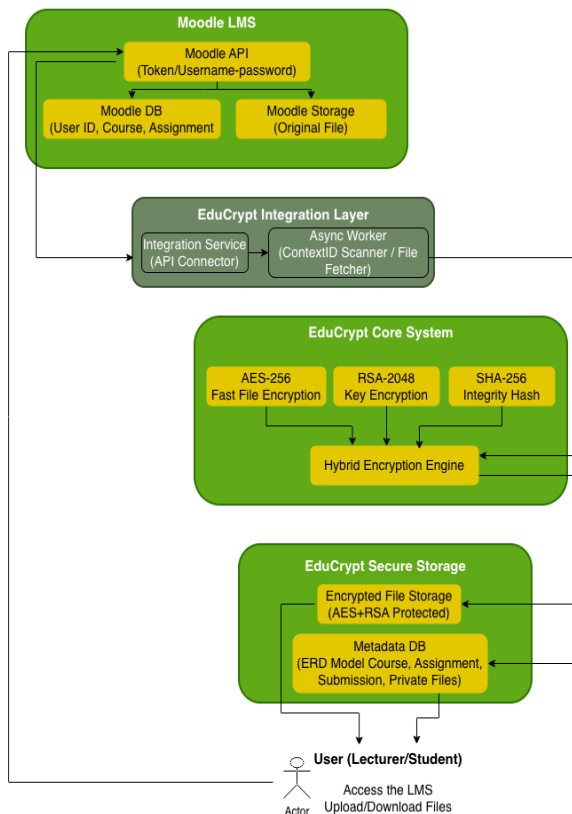 Moodle LMS
Moodle API
(Token/Username-password)
Moodle DB
(User ID, Course, Assignment
Moodle Storage
(Original File)
EduCrypt Integration Layer
Integration Service
(API Connector)
Async Worker
(ContextID Scanner / File
Fetcher)
EduCrypt Core System
AES-256
Fast File Encryption
RSA-2048
Key Encryption
SHA-256
Integrity Hash
Hybrid Encryption Engine
EduCrypt Secure Storage
Encrypted File Storage
(AES+RSA Protected)
Metadata DB
(ERD Model Course, Assignment,
Submission, Private Files)
User (Lecturer/Student)
Access the LMS
Upload/Download Files
Actor